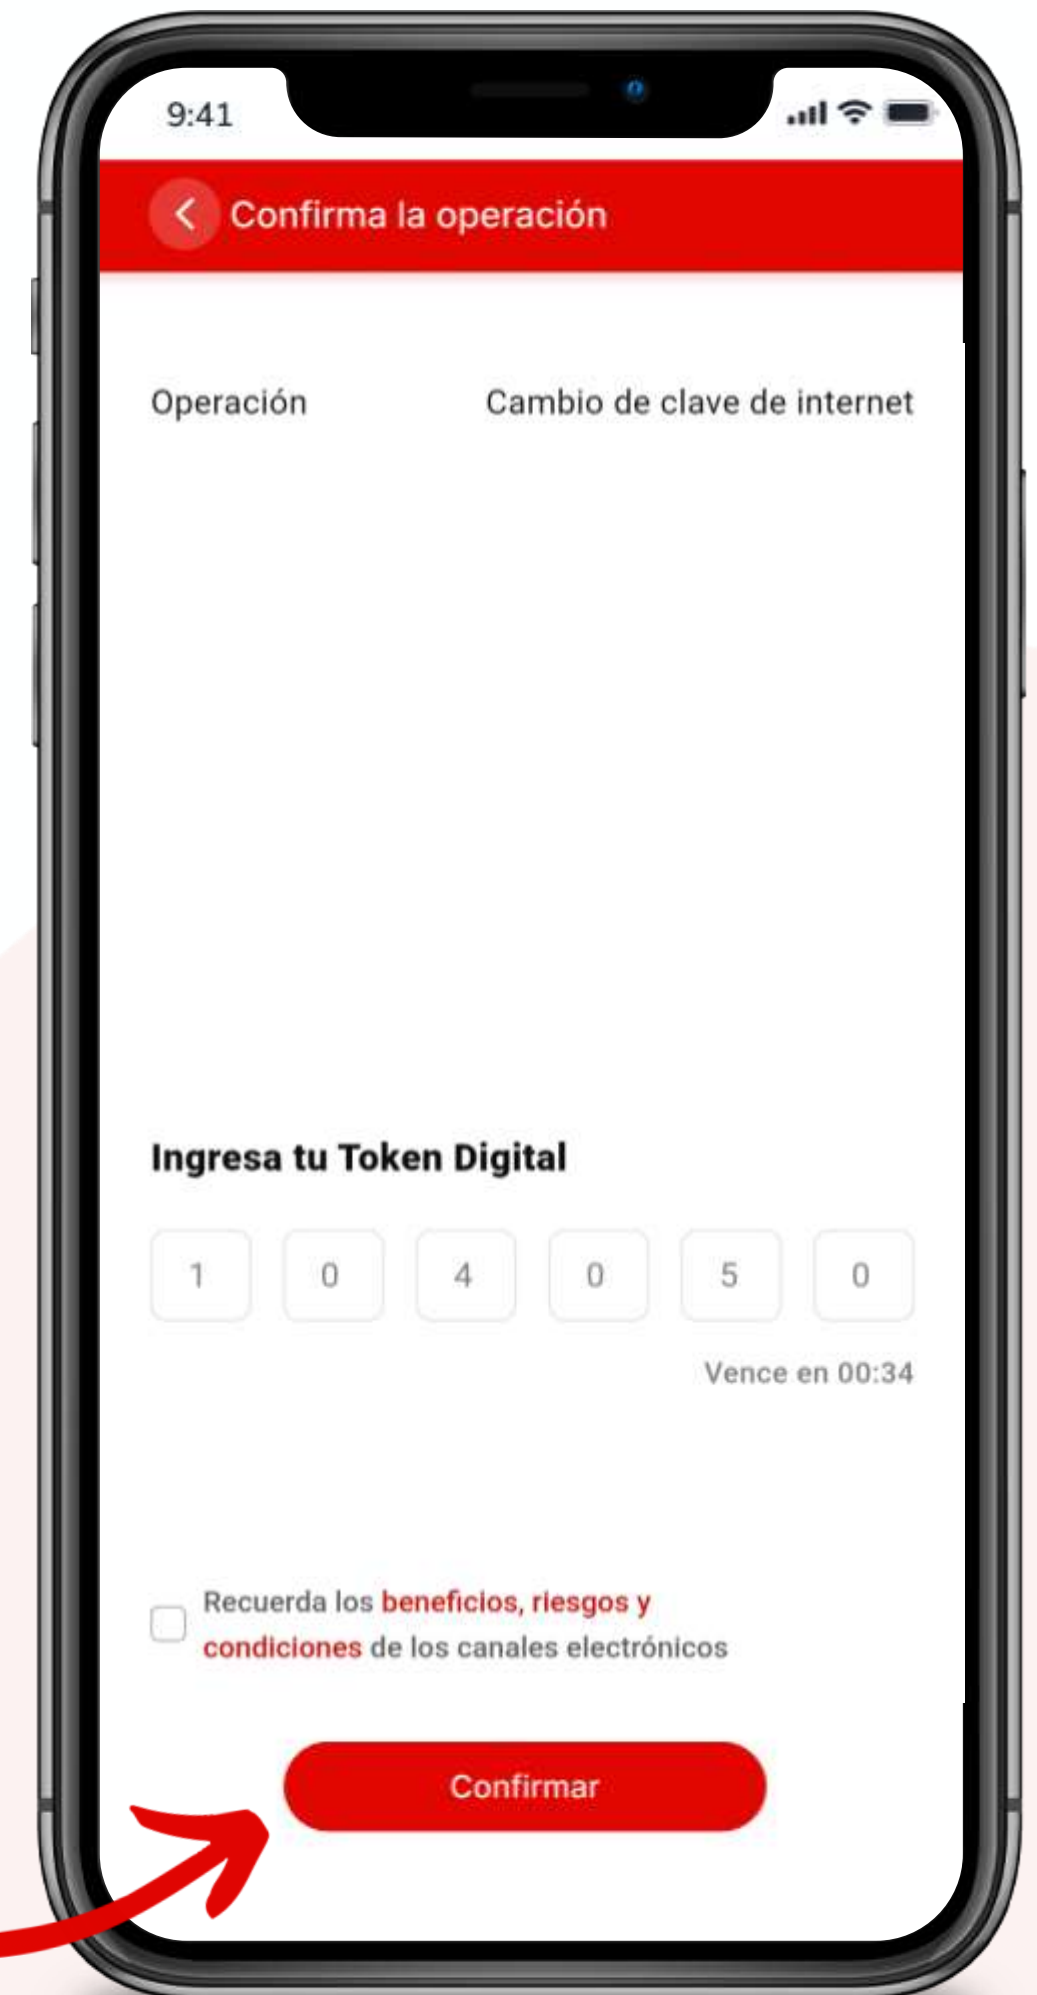 9:41
Confirma la operación
Operación Cambio de clave de internet
Ingresa tu Token Digital
1 0 4 0 5 0
Vence en 00:34
Recuerda los beneficios, riesgos y
condiciones de los canales electrónicos
Confirmar